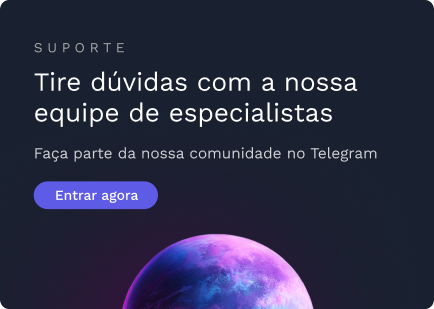 SUPORTE
Tire dúvidas com a nossa
equipe de especialistas
Faça parte da nossa comunidade no Telegram
Entrar agora